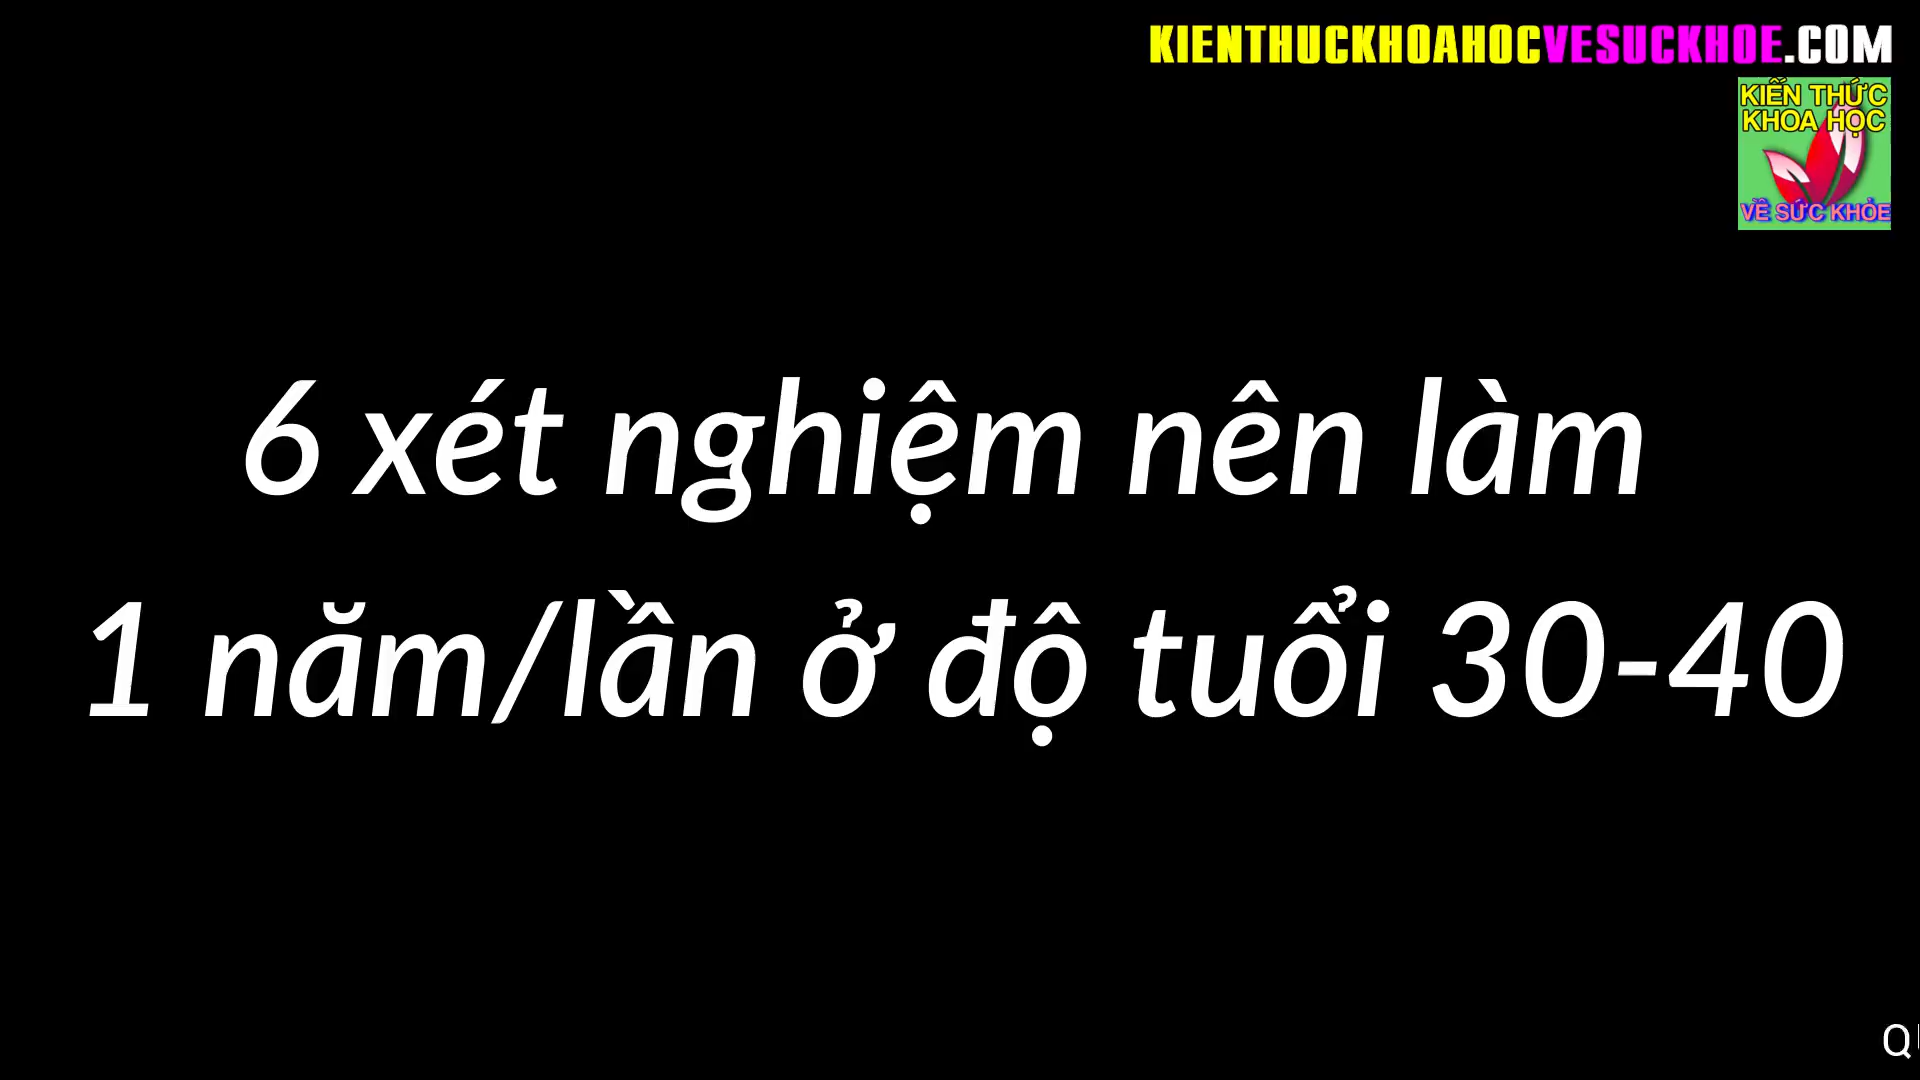 KIENTHUCKHOAHOCVESUCKHOE.COM
KIẾN THỨC
KHOA HỌC
VỀ SỨC KHỎE
6 xét nghiệm nên làm
1 năm/lần ở độ tuổi 30-40